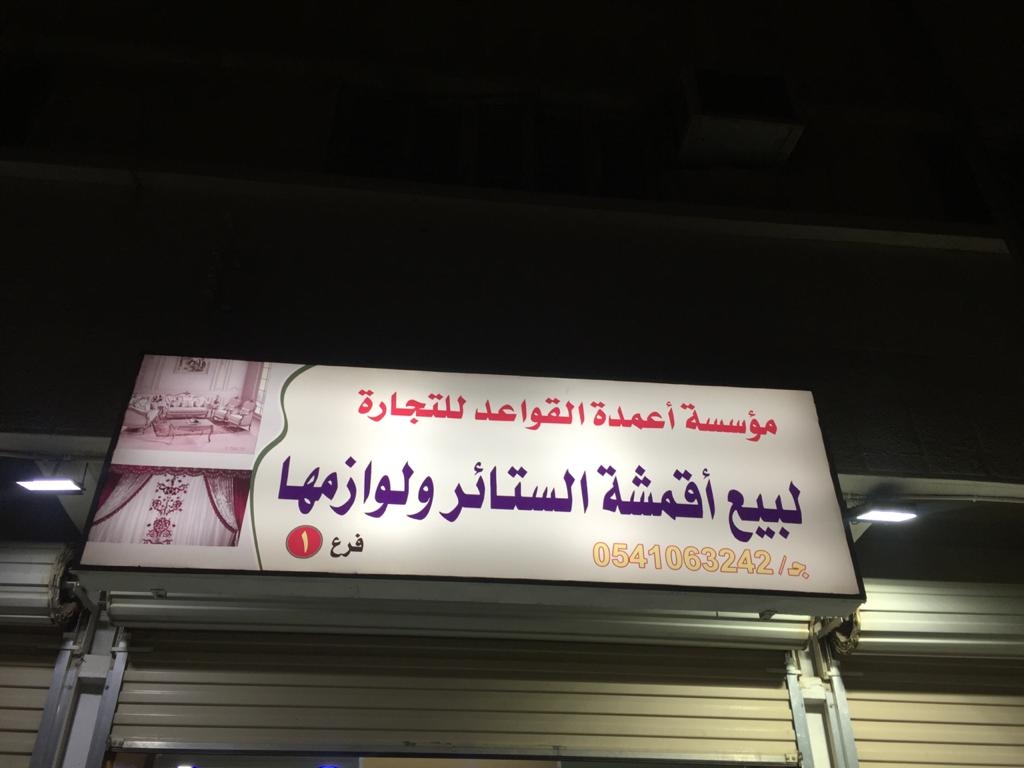 مؤسسة أعمدة القواعد للتجارة
لبيع أقمشة الستائر ولوازمها
فرع ١
جـ/ 0541063242